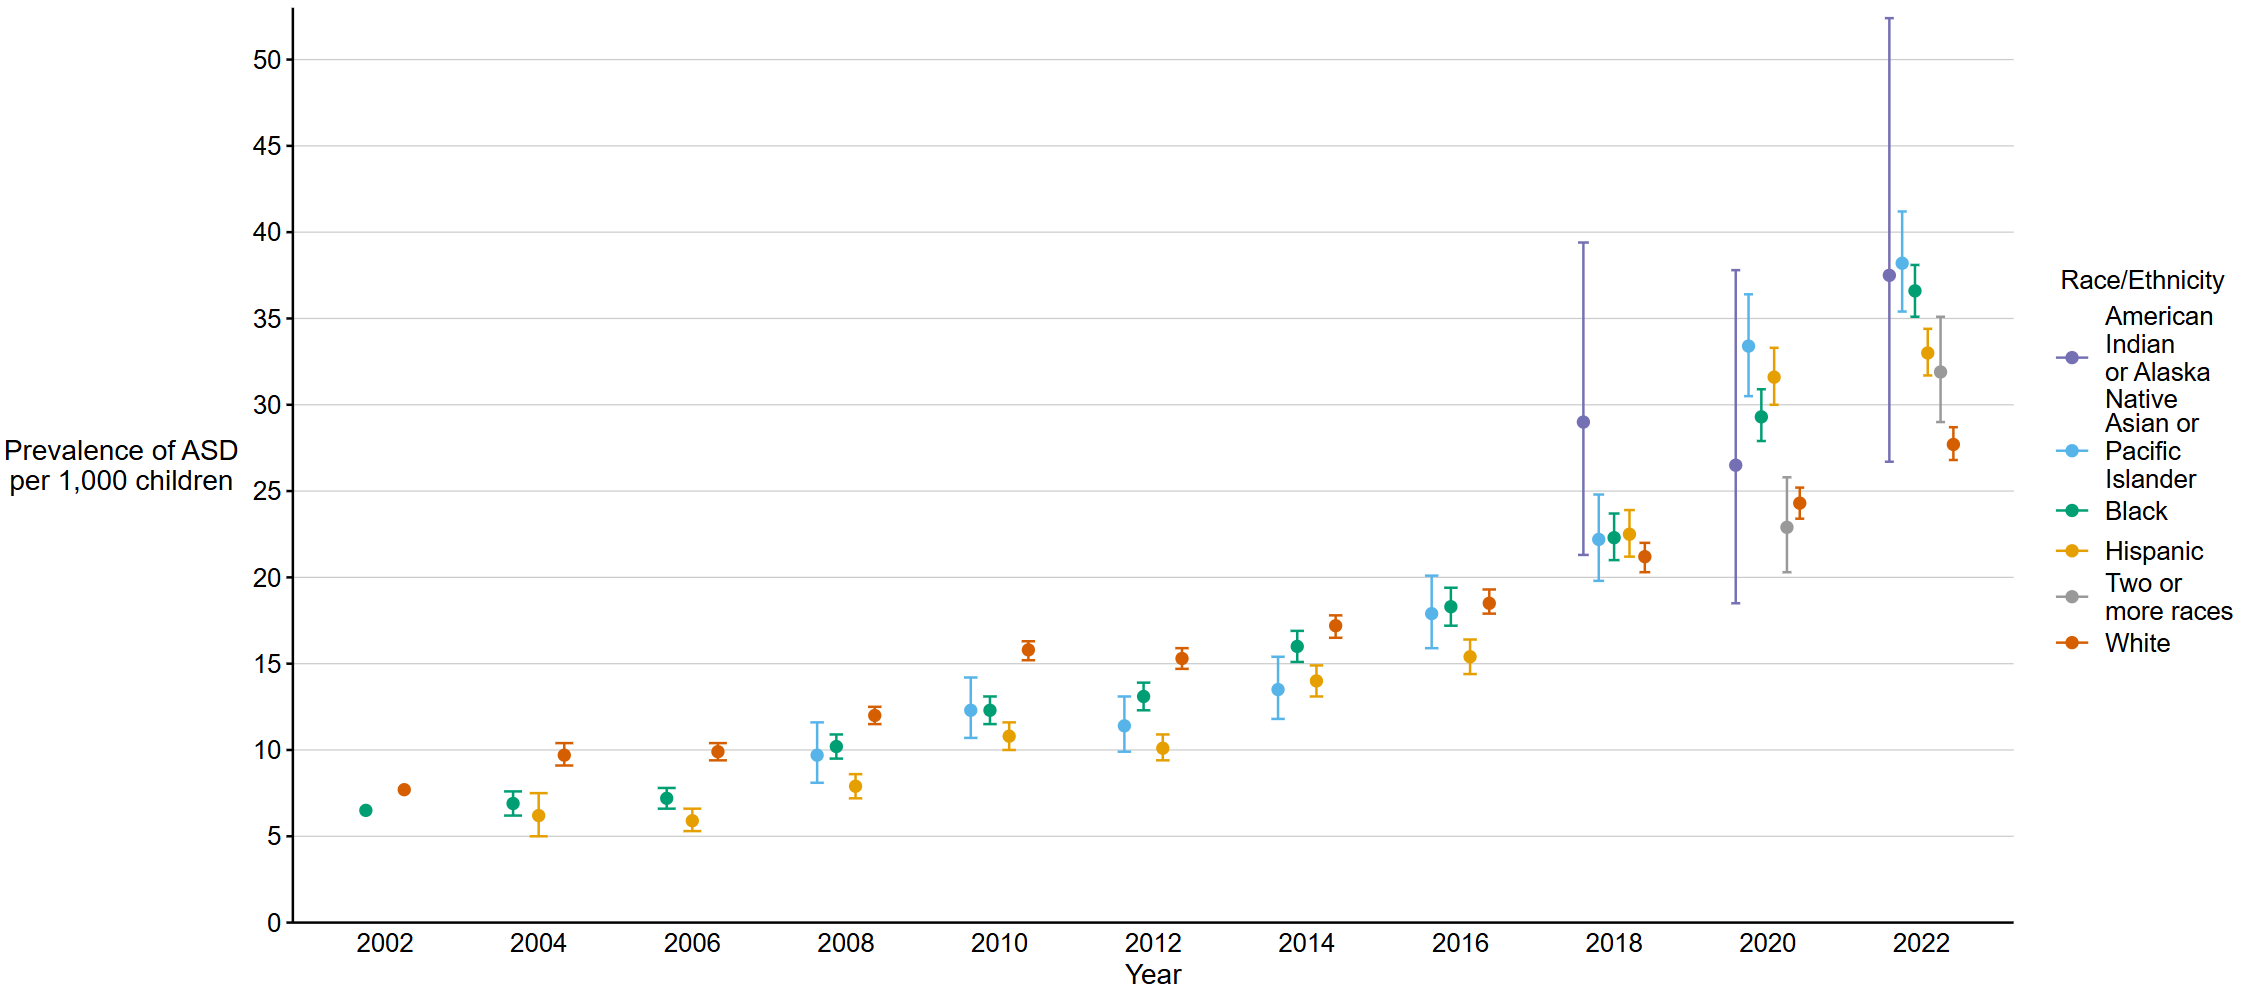 50
45
40
35
30
25
20
15
10
5
0
Prevalence of ASD
per 1,000 children
2002 2004 2006 2008 2010 2012 2014 2016 2018 2020 2022
Year
Race/Ethnicity
American
Indian
or Alaska
Native
Asian or
Pacific
Islander
Black
Hispanic
Two or
more races
White